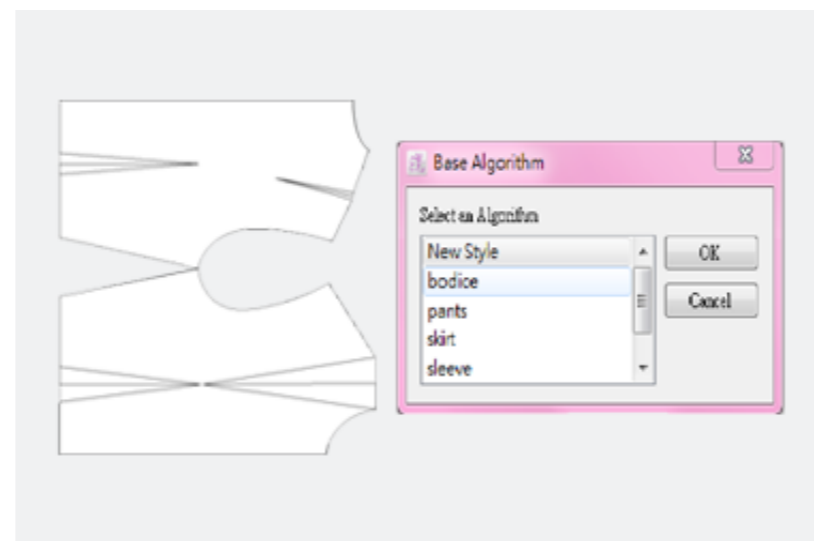 Base Algorithm
Select an Algorithm
New Style
OK
bodice
Cancel
pants
skirt
sleeve